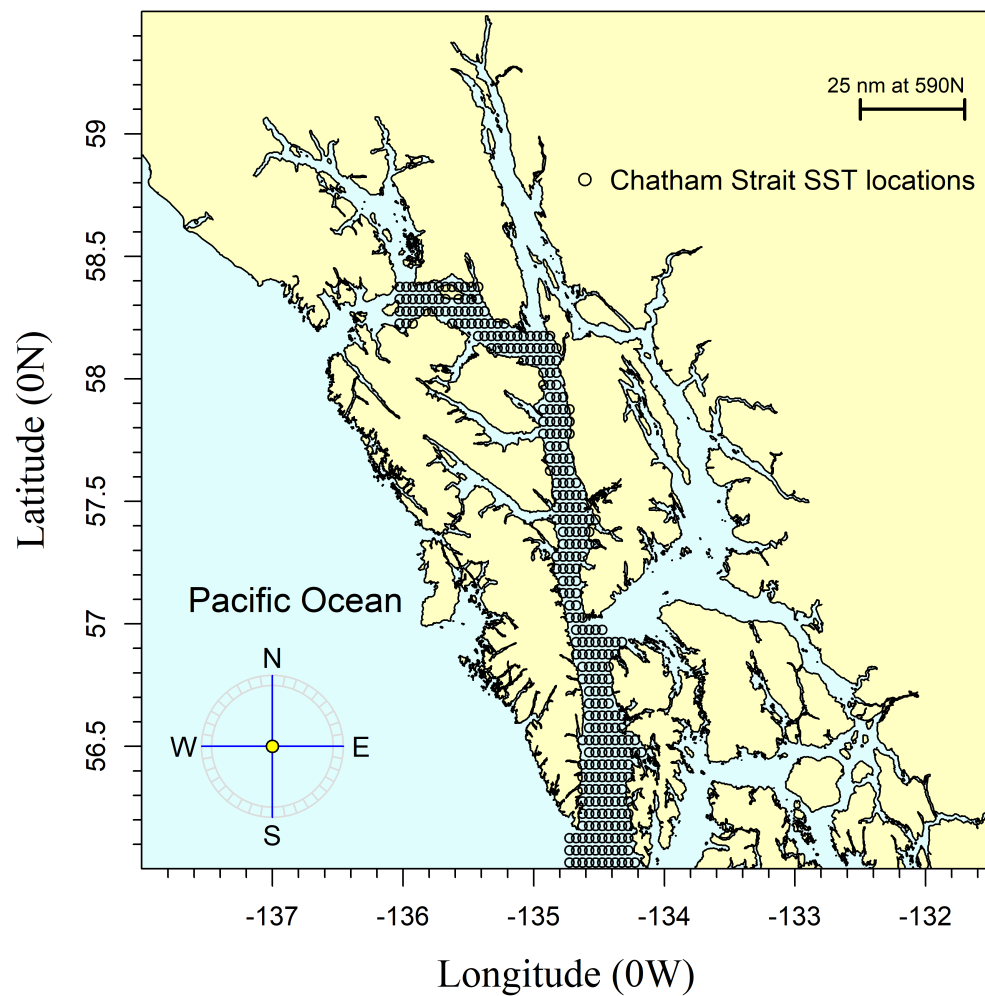 25 nm at 590N
Chatham Strait SST locations
59
58.5
58
57.5
57
56.5
Latitude (0N)
Pacific Ocean
N
W
E
S
-137
-136
-135
-134
-133
-132
Longitude (0W)